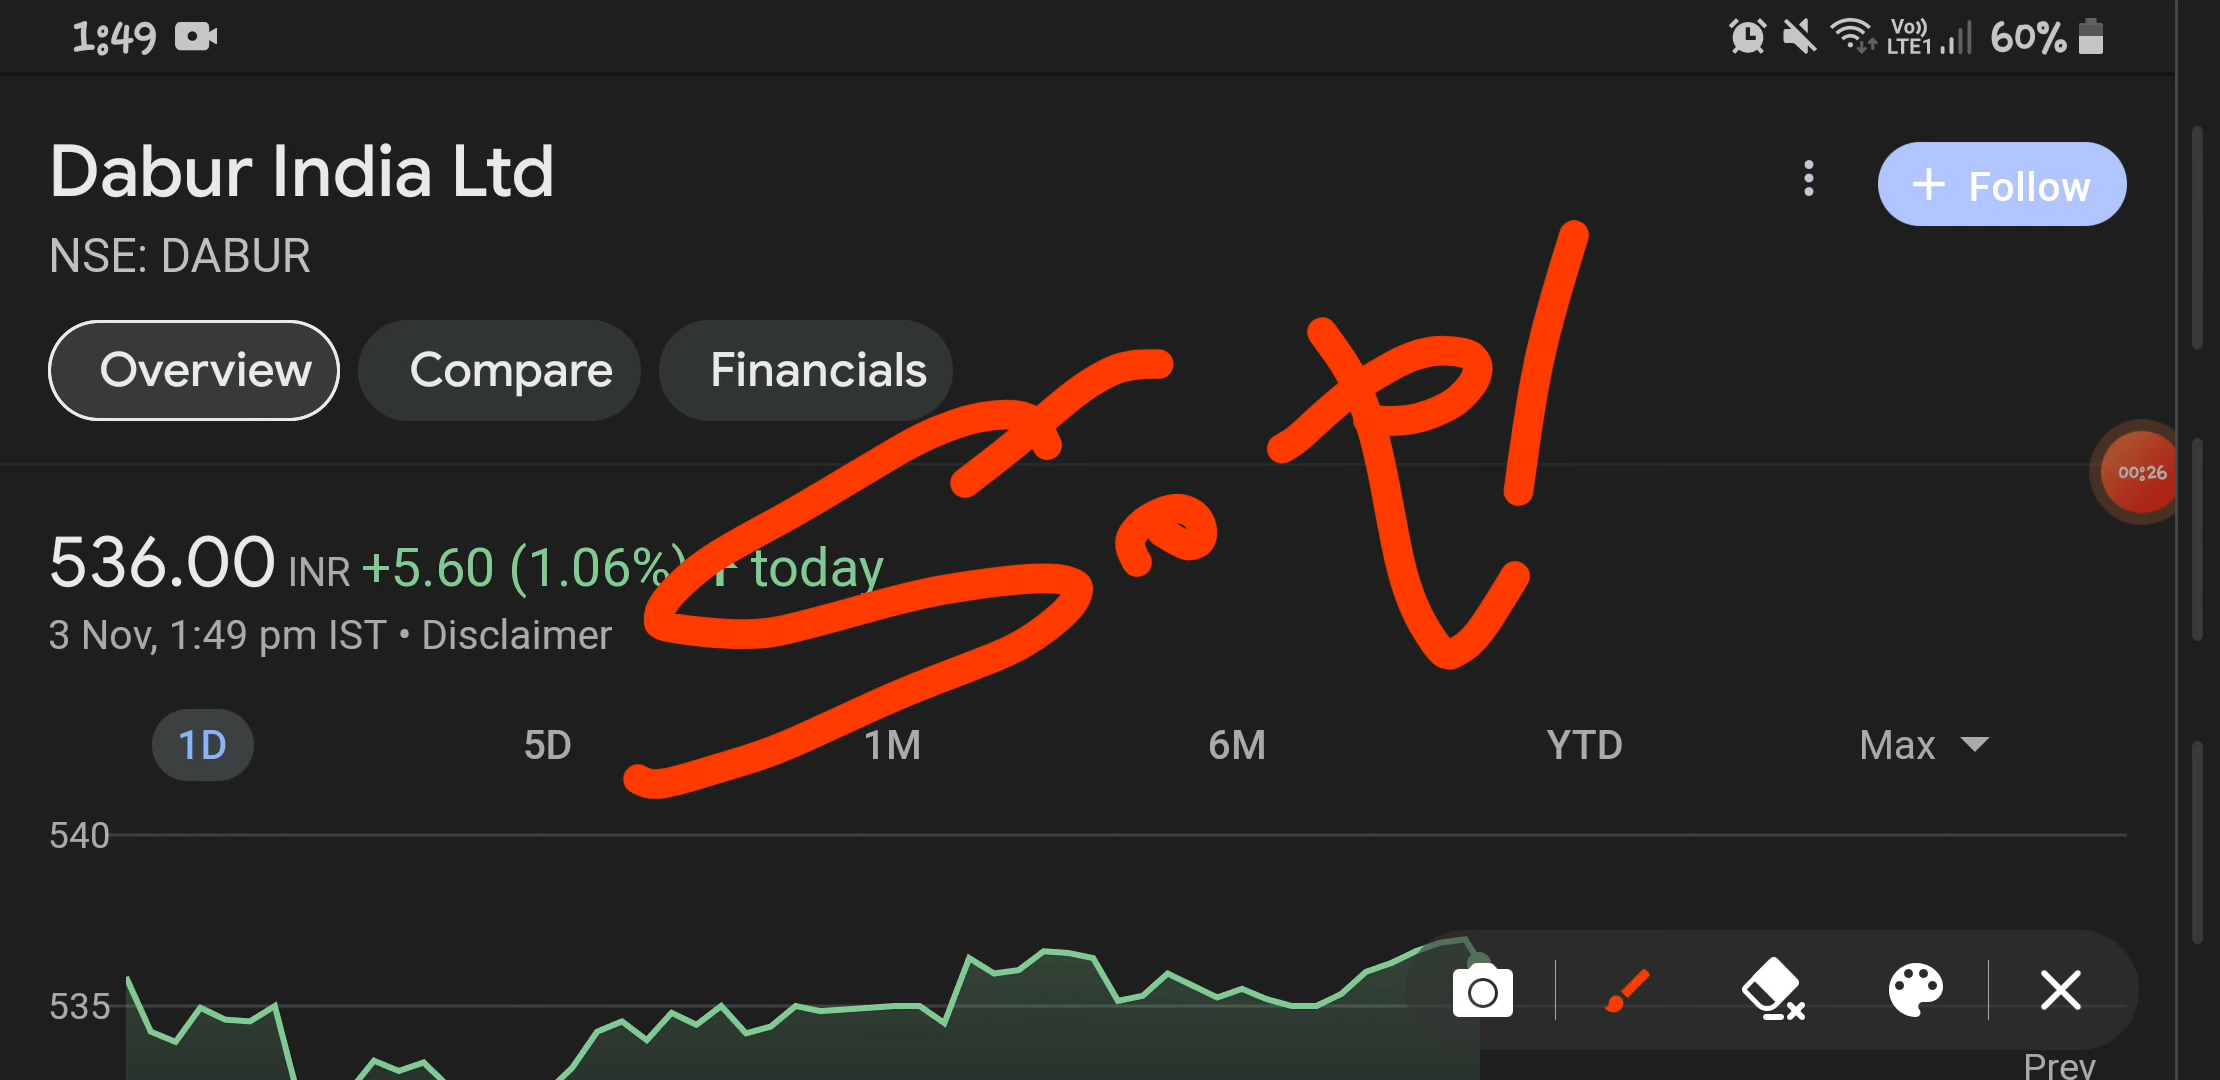 1:49 Vo)) LTE1 60%
Dabur India Ltd
+ Follow
NSE: DABUR
Overview Compare Financials
00:26
536.00 INR +5.60 (1.06%) today
3 Nov, 1:49 pm IST • Disclaimer
1D 5D 1M 6M YTD Max
540
535
Prev